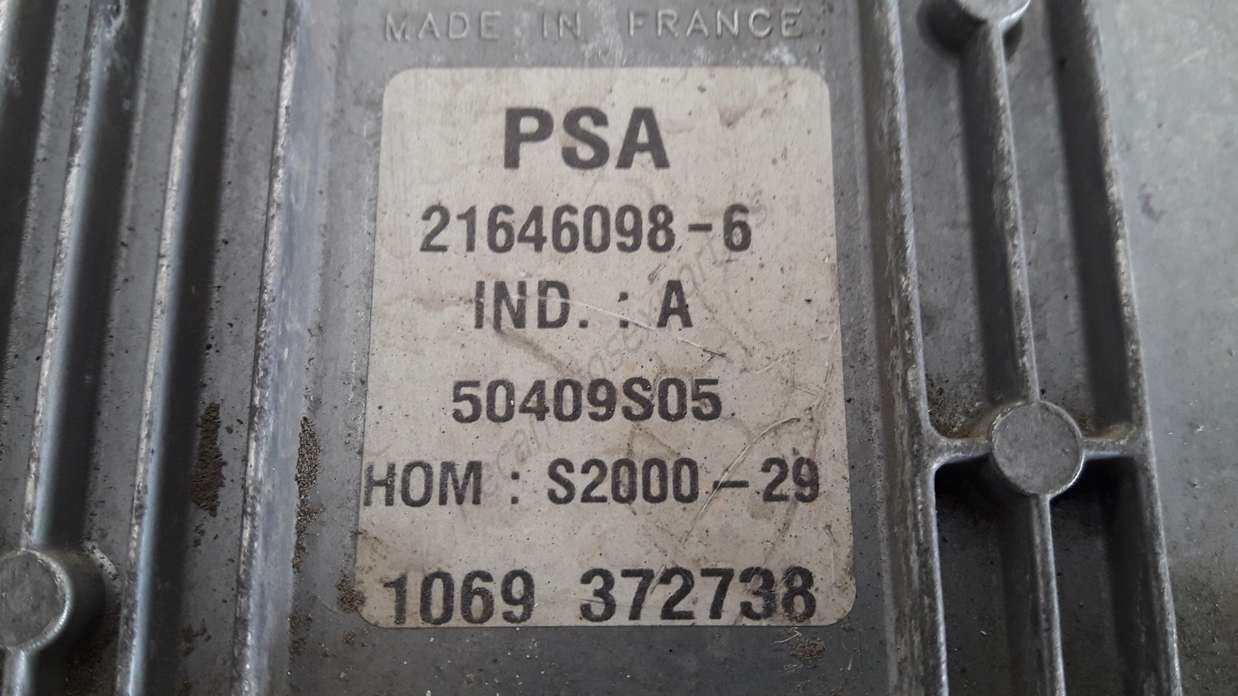 MADE IN FRANCE
PSA
21646098-6
IND. : A
50409S05
HOM : S2000-29
1069 372738